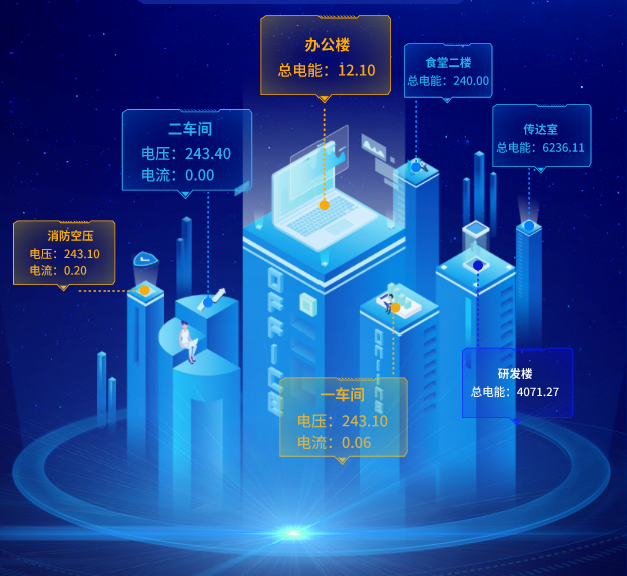 办公楼
总电能：12.10
食堂二楼
总电能：240.00
传达室
总电能：6236.11
二车间
电压：243.40
电流：0.00
消防空压
电压：243.10
电流：0.20
OFFICE
ONLINE
研发楼
总电能：4071.27
一车间
电压：243.10
电流：0.06